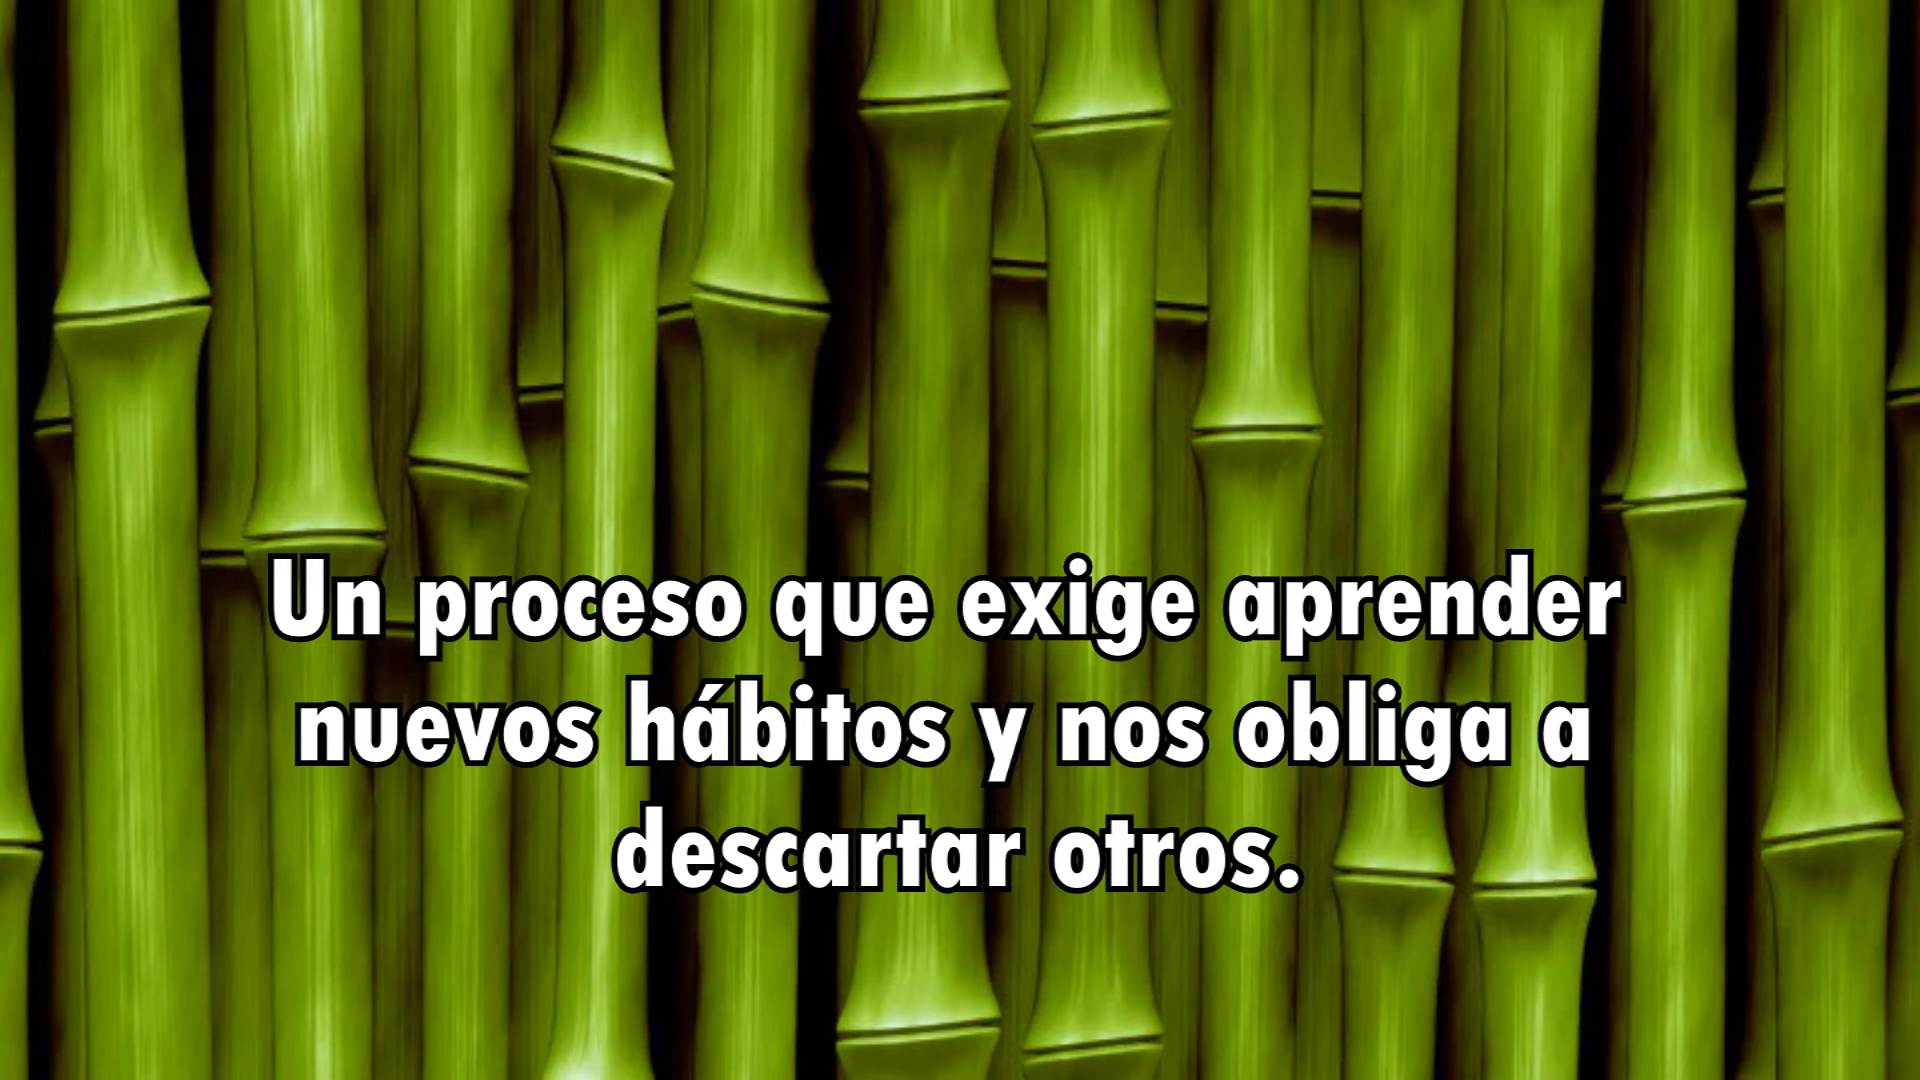 Un proceso que exige aprender
nuevos hábitos y nos obliga a
descartar otros.